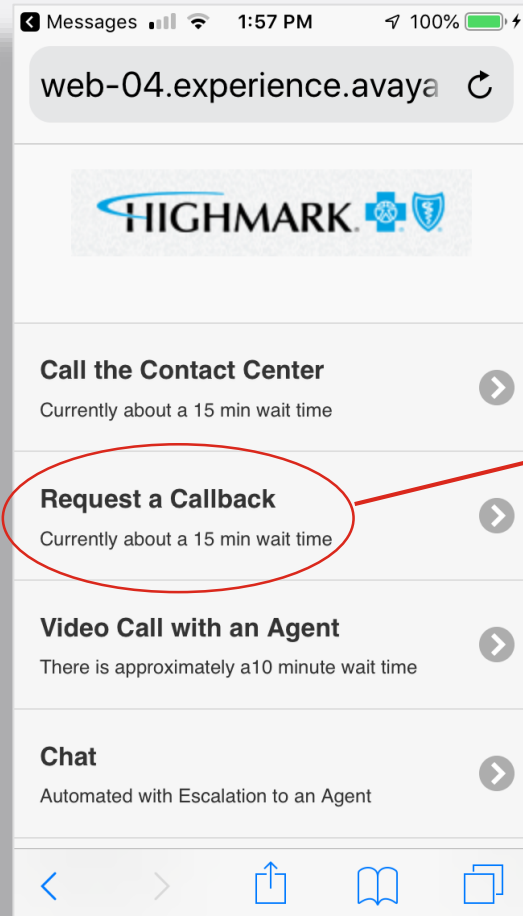 Messages 1:57 PM 100%
web-04.experience.avaya
HIGHMARK.
Call the Contact Center
Currently about a 15 min wait time
Request a Callback
Currently about a 15 min wait time
Video Call with an Agent
There is approximately a10 minute wait time
Chat
Automated with Escalation to an Agent